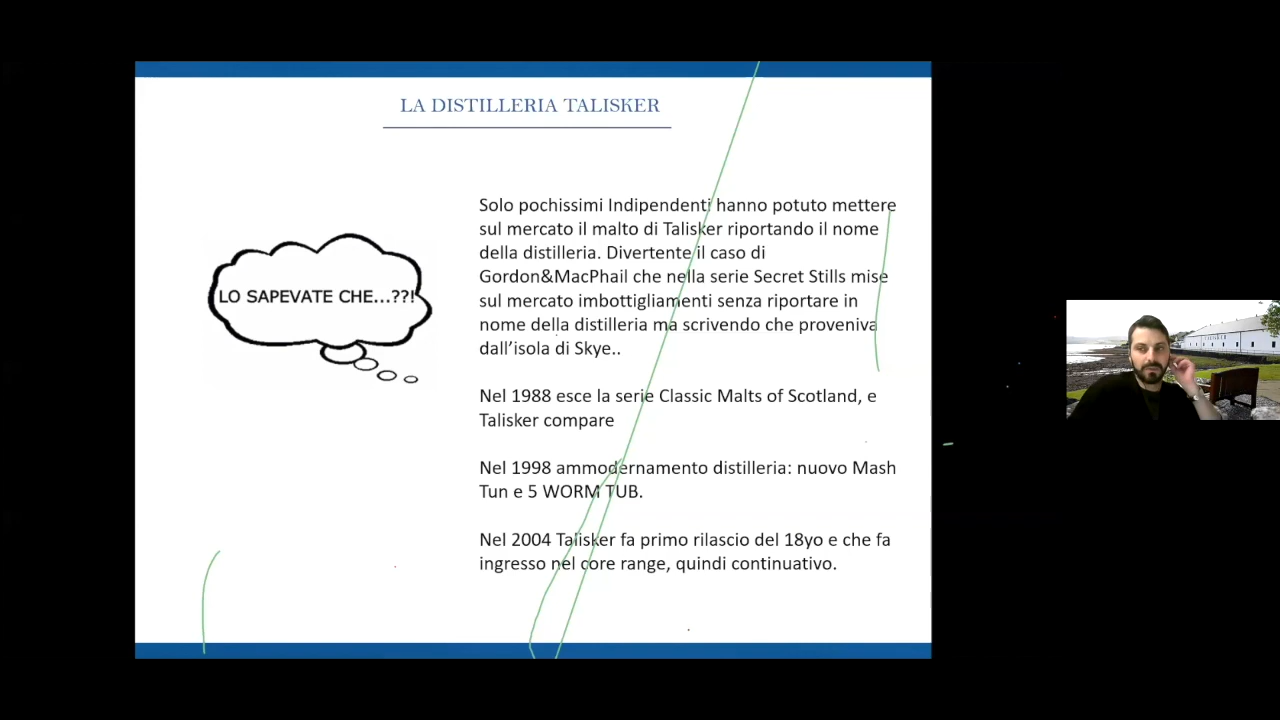 LA DISTILLERIA TALISKER
LO SAPEVATE CHE...??!
Solo pochissimi Indipendenti hanno potuto mettere
sul mercato il malto di Talisker riportando il nome
della distilleria. Divertente il caso di
Gordon&MacPhail che nella serie Secret Stills mise
sul mercato imbottigliamenti senza riportare in
nome della distilleria ma scrivendo che proveniva
dall’isola di Skye..
Nel 1988 esce la serie Classic Malts of Scotland, e
Talisker compare
Nel 1998 ammodernamento distilleria: nuovo Mash
Tun e 5 WORM TUB.
Nel 2004 Talisker fa primo rilascio del 18yo e che fa
ingresso nel core range, quindi continuativo.